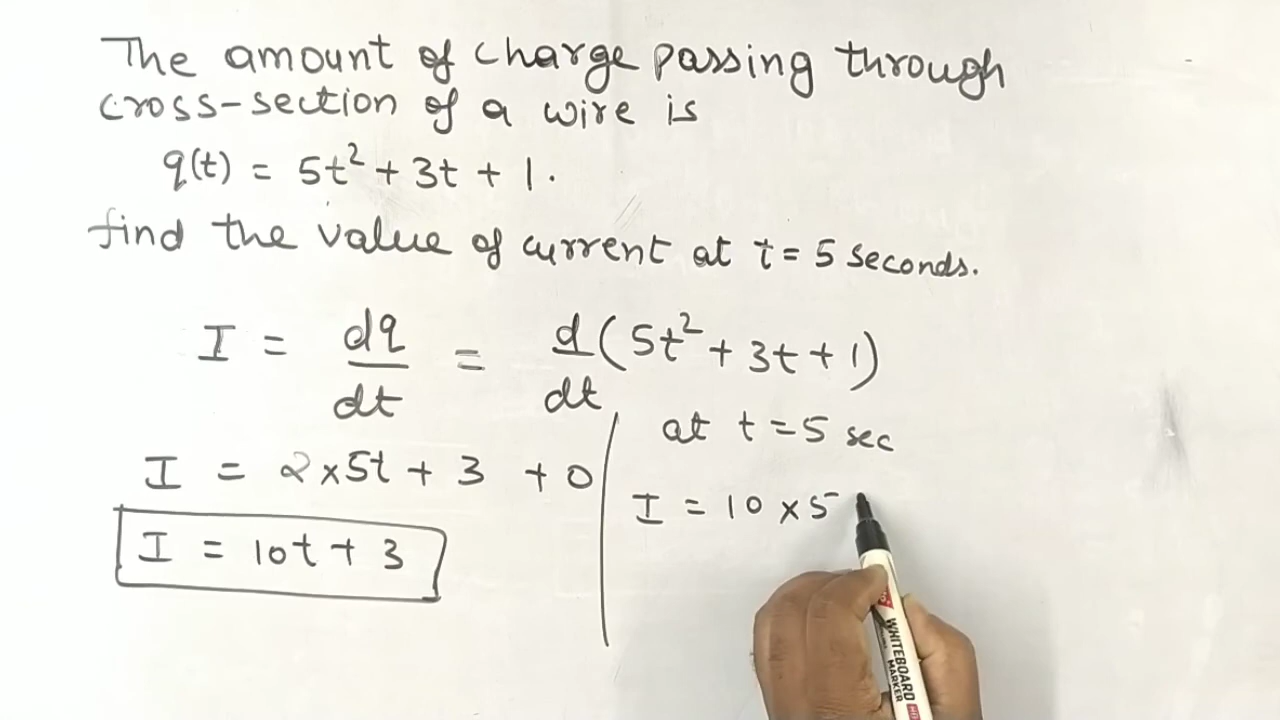 The amount of charge passing through
cross-section of a wire is
q(t) = 5t² + 3t + 1.
find the value of current at t = 5 seconds.
I = dq/dt = d/dt (5t² + 3t + 1)
I = 2×5t + 3 + 0
I = 10t + 3
at t = 5 sec
I = 10 × 5
WHITEBOARD
MARKER